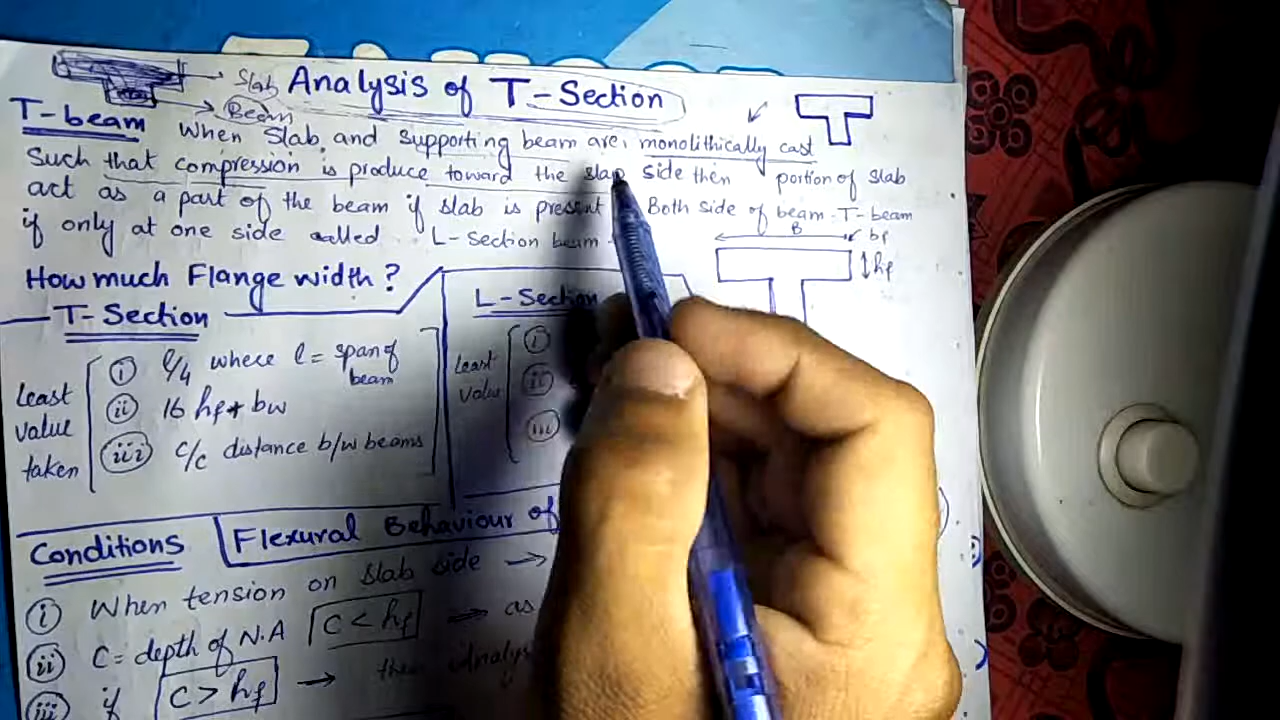 Slab
Analysis of T-Section
Beam
T-beam When Slab and supporting beam are monolithically cast
Such that compression is produce toward the slab side then portion of slab
act as a part of the beam if slab is present Both side of beam T-beam
if only at one side called L-Section beam
B
bf
hf
How much Flange width?
T-Section
Least
value
taken
i l/4 where l = span of
beam
ii 16 hf + bw
iii c/c distance b/w beams
L-Section
Least
value
i
ii
iii
Flexural Behaviour of
Conditions
i When tension on slab side →
ii C = depth of N.A C < hf as
iii if C > hf → then